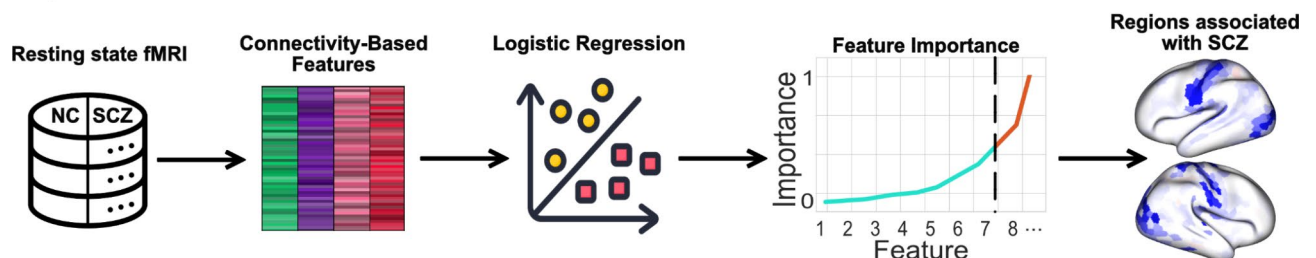 Resting state fMRI
NC SCZ
...
...
...
Connectivity-Based
Features
Logistic Regression
Feature Importance
Importance
1
0
1 2 3 4 5 6 7 8 ...
Feature
Regions associated
with SCZ